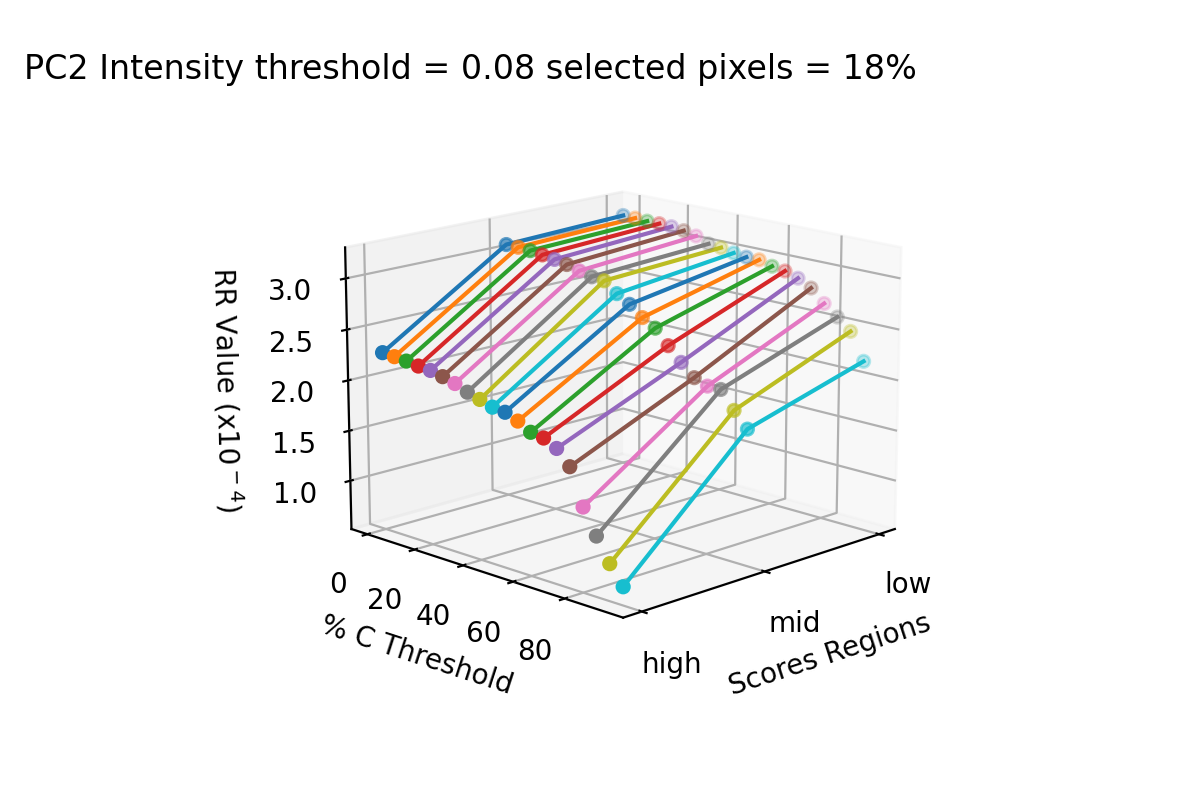 PC2 Intensity threshold = 0.08 selected pixels = 18%
RR Value (x10⁻⁴)
3.0
2.5
2.0
1.5
1.0
0
20
40
60
80
% C Threshold
high
mid
low
Scores Regions